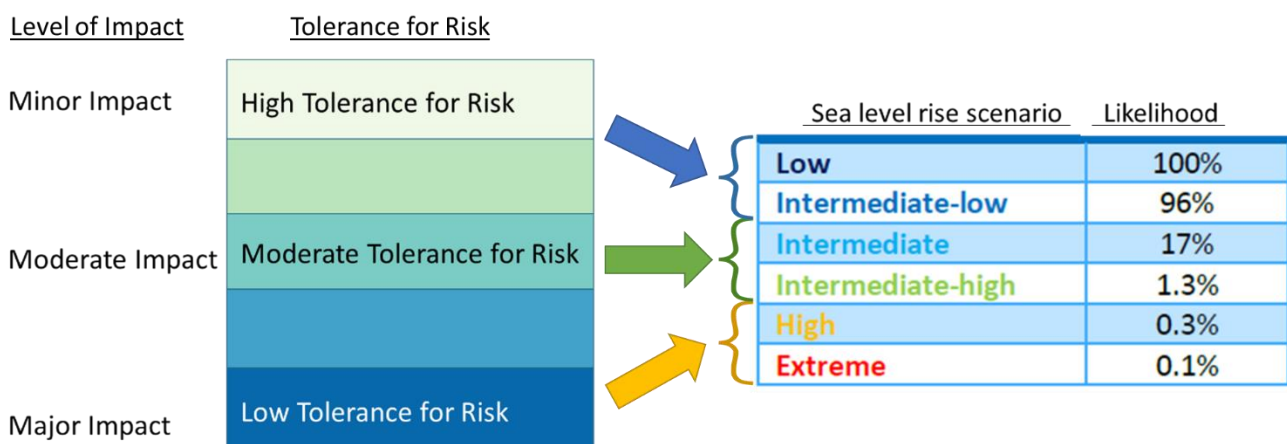 Level of Impact
Tolerance for Risk
Minor Impact
High Tolerance for Risk
Moderate Impact
Moderate Tolerance for Risk
Major Impact
Low Tolerance for Risk
Sea level rise scenario Likelihood
Low 100%
Intermediate-low 96%
Intermediate 17%
Intermediate-high 1.3%
High 0.3%
Extreme 0.1%